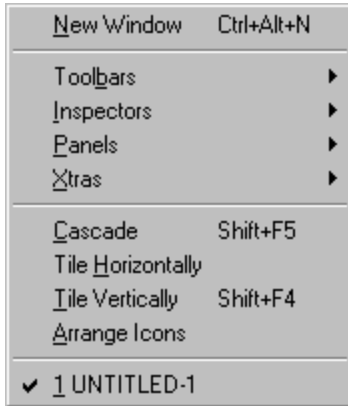 New Window Ctrl+Alt+N
Toolbars
Inspectors
Panels
Xtras
Cascade Shift+F5
Tile Horizontally
Tile Vertically Shift+F4
Arrange Icons
1 UNTITLED-1